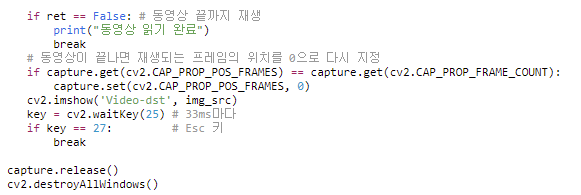 if ret == False: # 동영상 끝까지 재생
print("동영상 읽기 완료")
break
# 동영상이 끝나면 재생되는 프레임의 위치를 0으로 다시 지정
if capture.get(cv2.CAP_PROP_POS_FRAMES) == capture.get(cv2.CAP_PROP_FRAME_COUNT):
capture.set(cv2.CAP_PROP_POS_FRAMES, 0)
cv2.imshow('Video-dst', img_src)
key = cv2.waitKey(25) # 33ms마다
if key == 27: # Esc 키
break
capture.release()
cv2.destroyAllWindows()